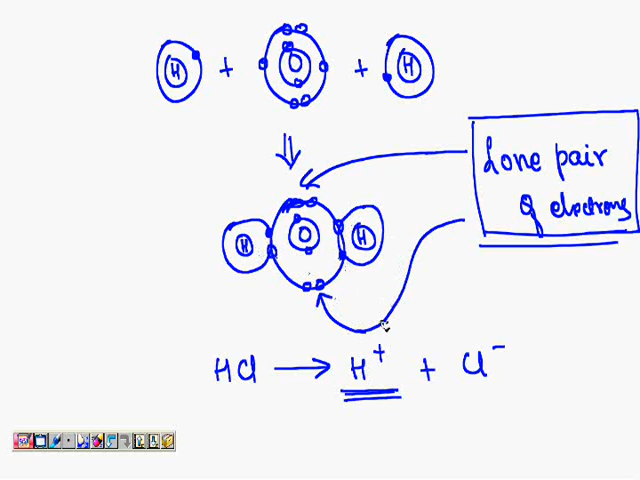 H + O + H
⇓
Lone pair
of electrons
H O H
HCl → H⁺ + Cl⁻